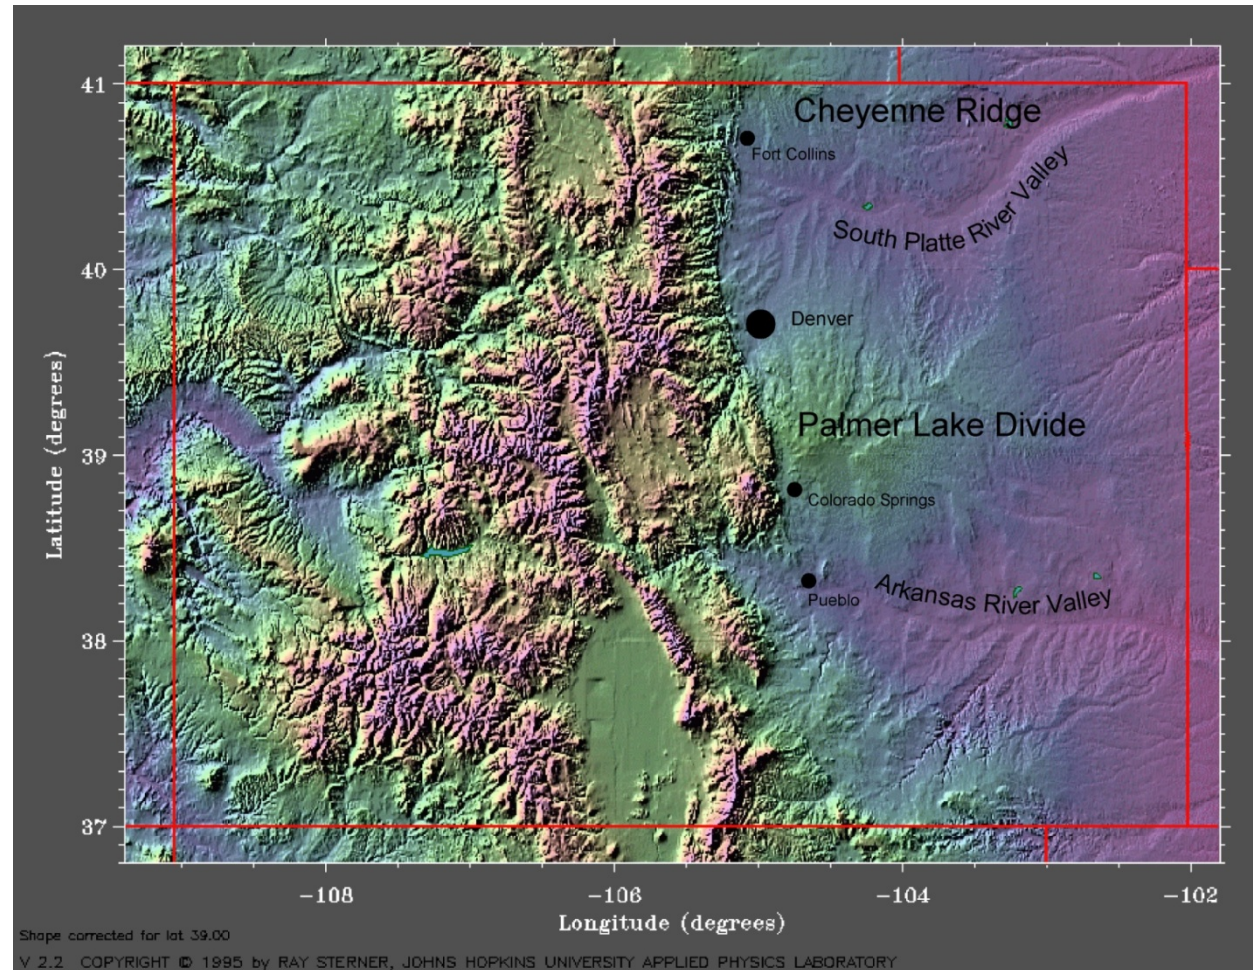 41
40
39
38
37
Latitude (degrees)
Cheyenne Ridge
Fort Collins
South Platte River Valley
Denver
Palmer Lake Divide
Colorado Springs
Pueblo
Arkansas River Valley
-108
-106
-104
-102
Longitude (degrees)
Shape corrected for lat 39.00
V 2.2 COPYRIGHT © 1995 by RAY STERNER, JOHNS HOPKINS UNIVERSITY APPLIED PHYSICS LABORATORY